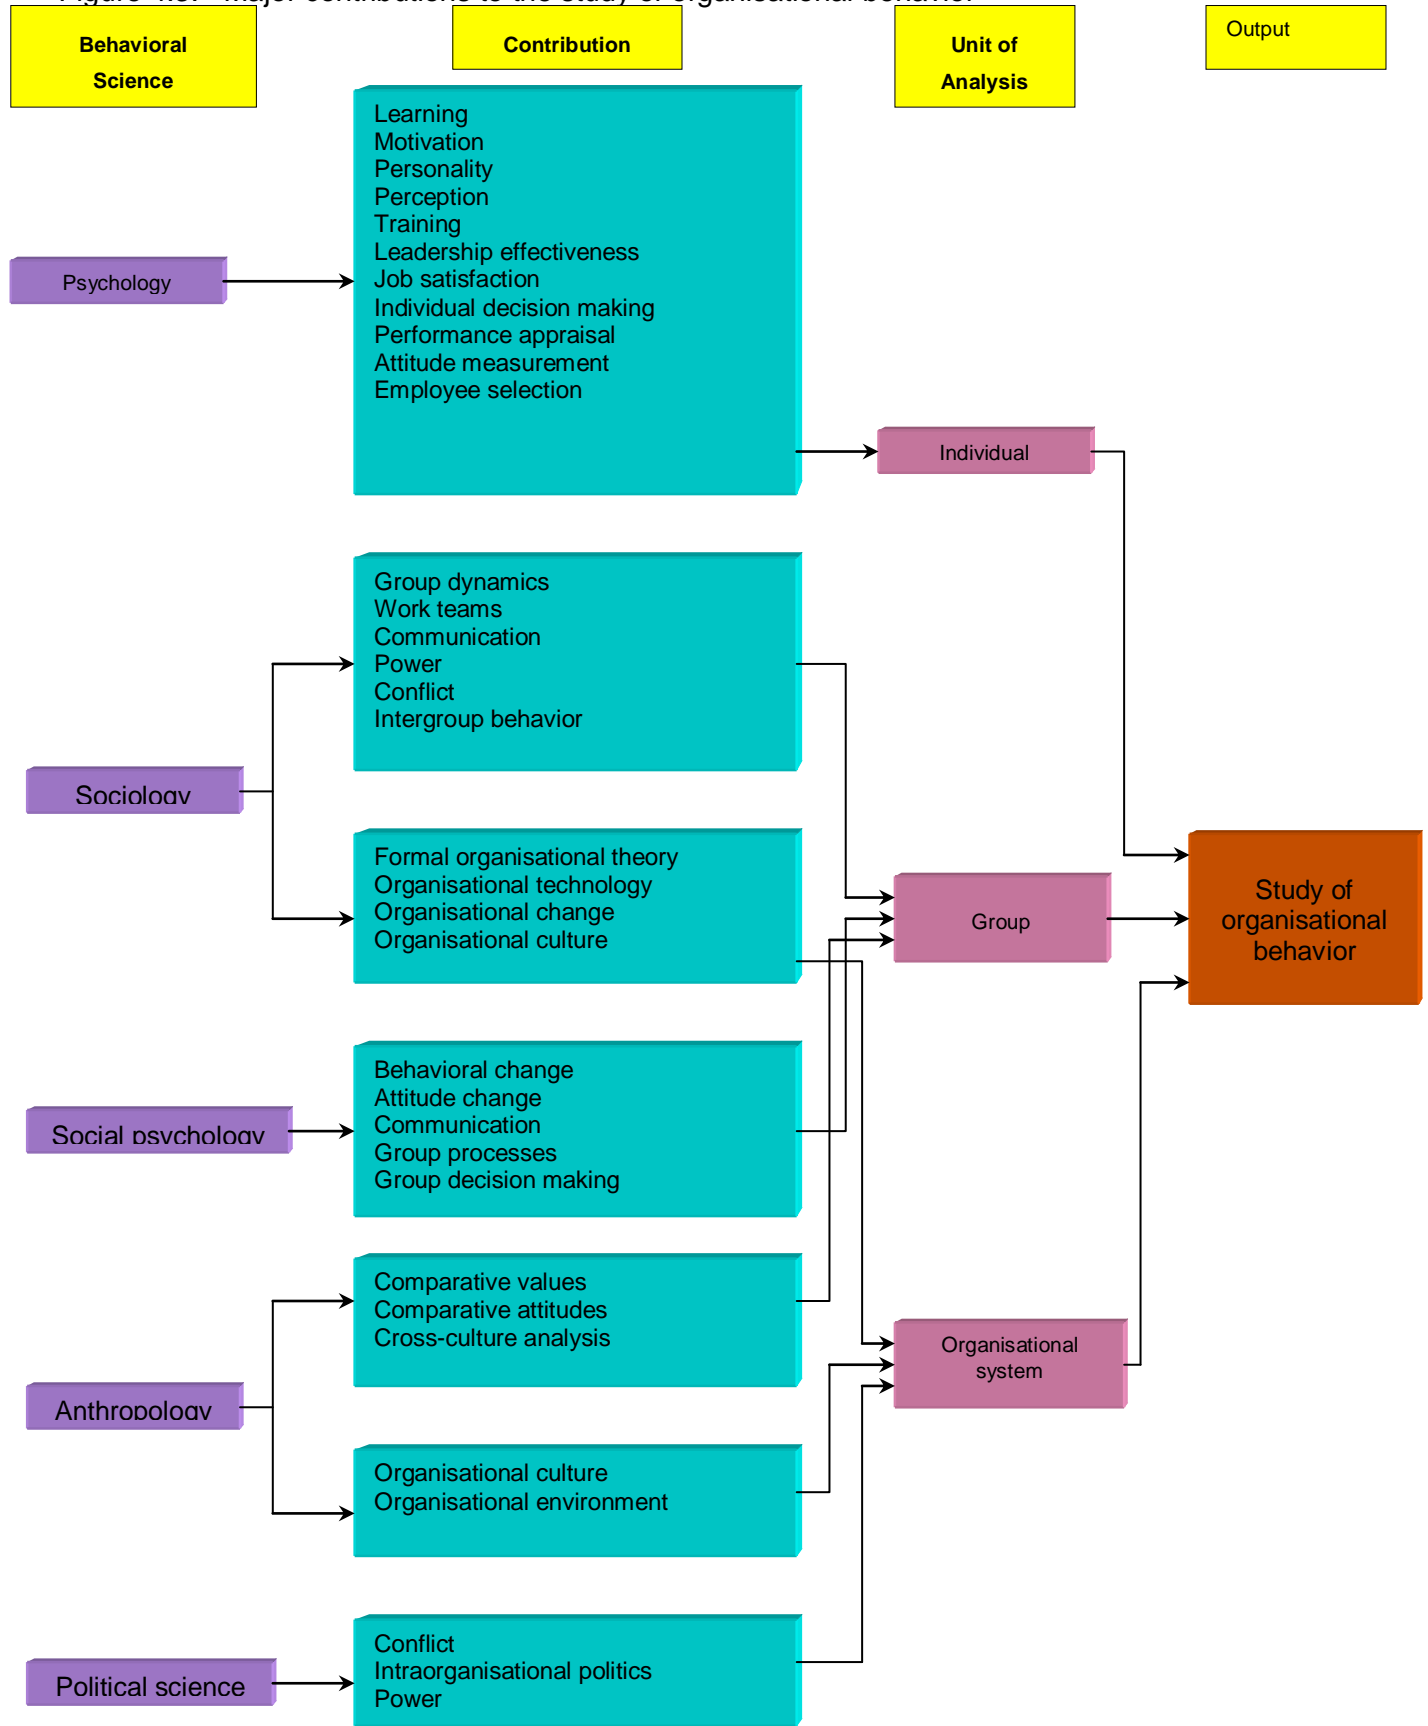 Behavioral
Science
Contribution
Unit of
Analysis
Output
Learning
Motivation
Personality
Perception
Training
Leadership effectiveness
Job satisfaction
Individual decision making
Performance appraisal
Attitude measurement
Employee selection
Psychology
Individual
Group dynamics
Work teams
Communication
Power
Conflict
Intergroup behavior
Sociology
Formal organisational theory
Organisational technology
Organisational change
Organisational culture
Group
Study of
organisational
behavior
Behavioral change
Attitude change
Communication
Group processes
Group decision making
Social psychology
Comparative values
Comparative attitudes
Cross-culture analysis
Organisational
system
Anthropology
Organisational culture
Organisational environment
Conflict
Intraorganisational politics
Power
Political science